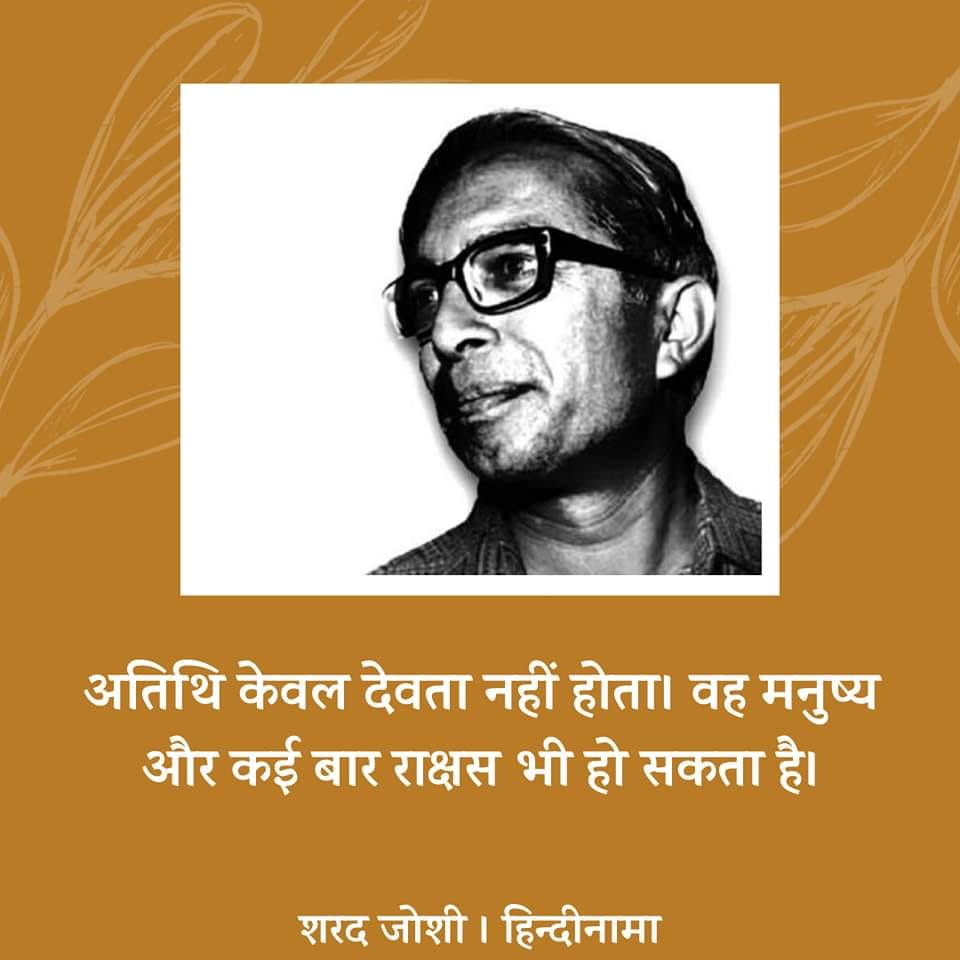 अतिथि केवल देवता नहीं होता। वह मनुष्य
और कई बार राक्षस भी हो सकता है।
शरद जोशी । हिन्दीनामा